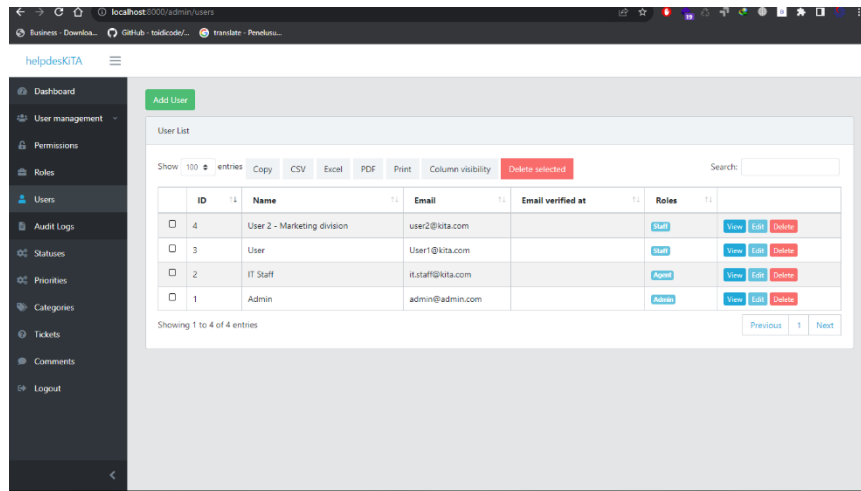 localhost:8000/admin/users
Business - Downloa... GitHub - toidicode/... translate - Penelusu...
helpdesKiTA
Dashboard
User management
Permissions
Roles
Users
Audit Logs
Statuses
Priorities
Categories
Tickets
Comments
Logout
Add User
User List
Show 100 entries Copy CSV Excel PDF Print Column visibility Delete selected Search:
ID Name Email Email verified at Roles
4 User 2 - Marketing division user2@kita.com Staff View Edit Delete
3 User User1@kita.com Staff View Edit Delete
2 IT Staff it.staff@kita.com Agent View Edit Delete
1 Admin admin@admin.com Admin View Edit Delete
Showing 1 to 4 of 4 entries Previous 1 Next